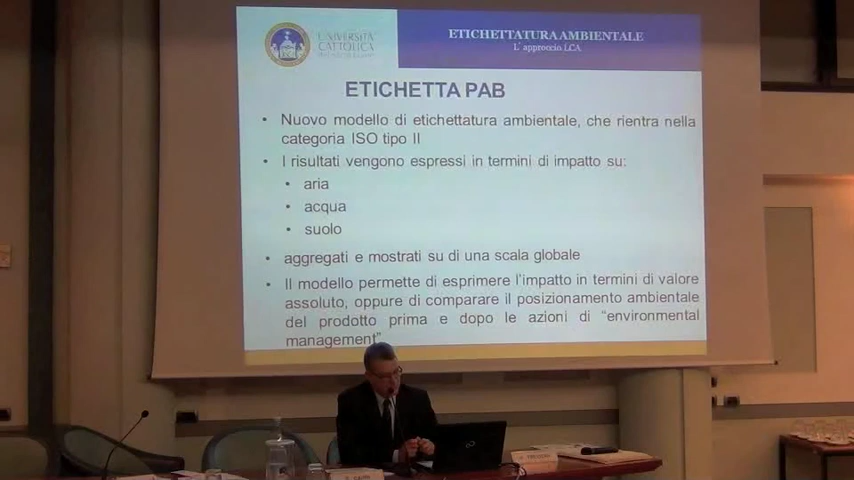 UNIVERSITÀ
CATTOLICA
ETICHETTATURA AMBIENTALE
L' approccio LCA
ETICHETTA PAB
• Nuovo modello di etichettatura ambientale, che rientra nella
categoria ISO tipo II
• I risultati vengono espressi in termini di impatto su:
• aria
• acqua
• suolo
• aggregati e mostrati su di una scala globale
• Il modello permette di esprimere l'impatto in termini di valore
assoluto, oppure di comparare il posizionamento ambientale
del prodotto prima e dopo le azioni di “environmental
management”